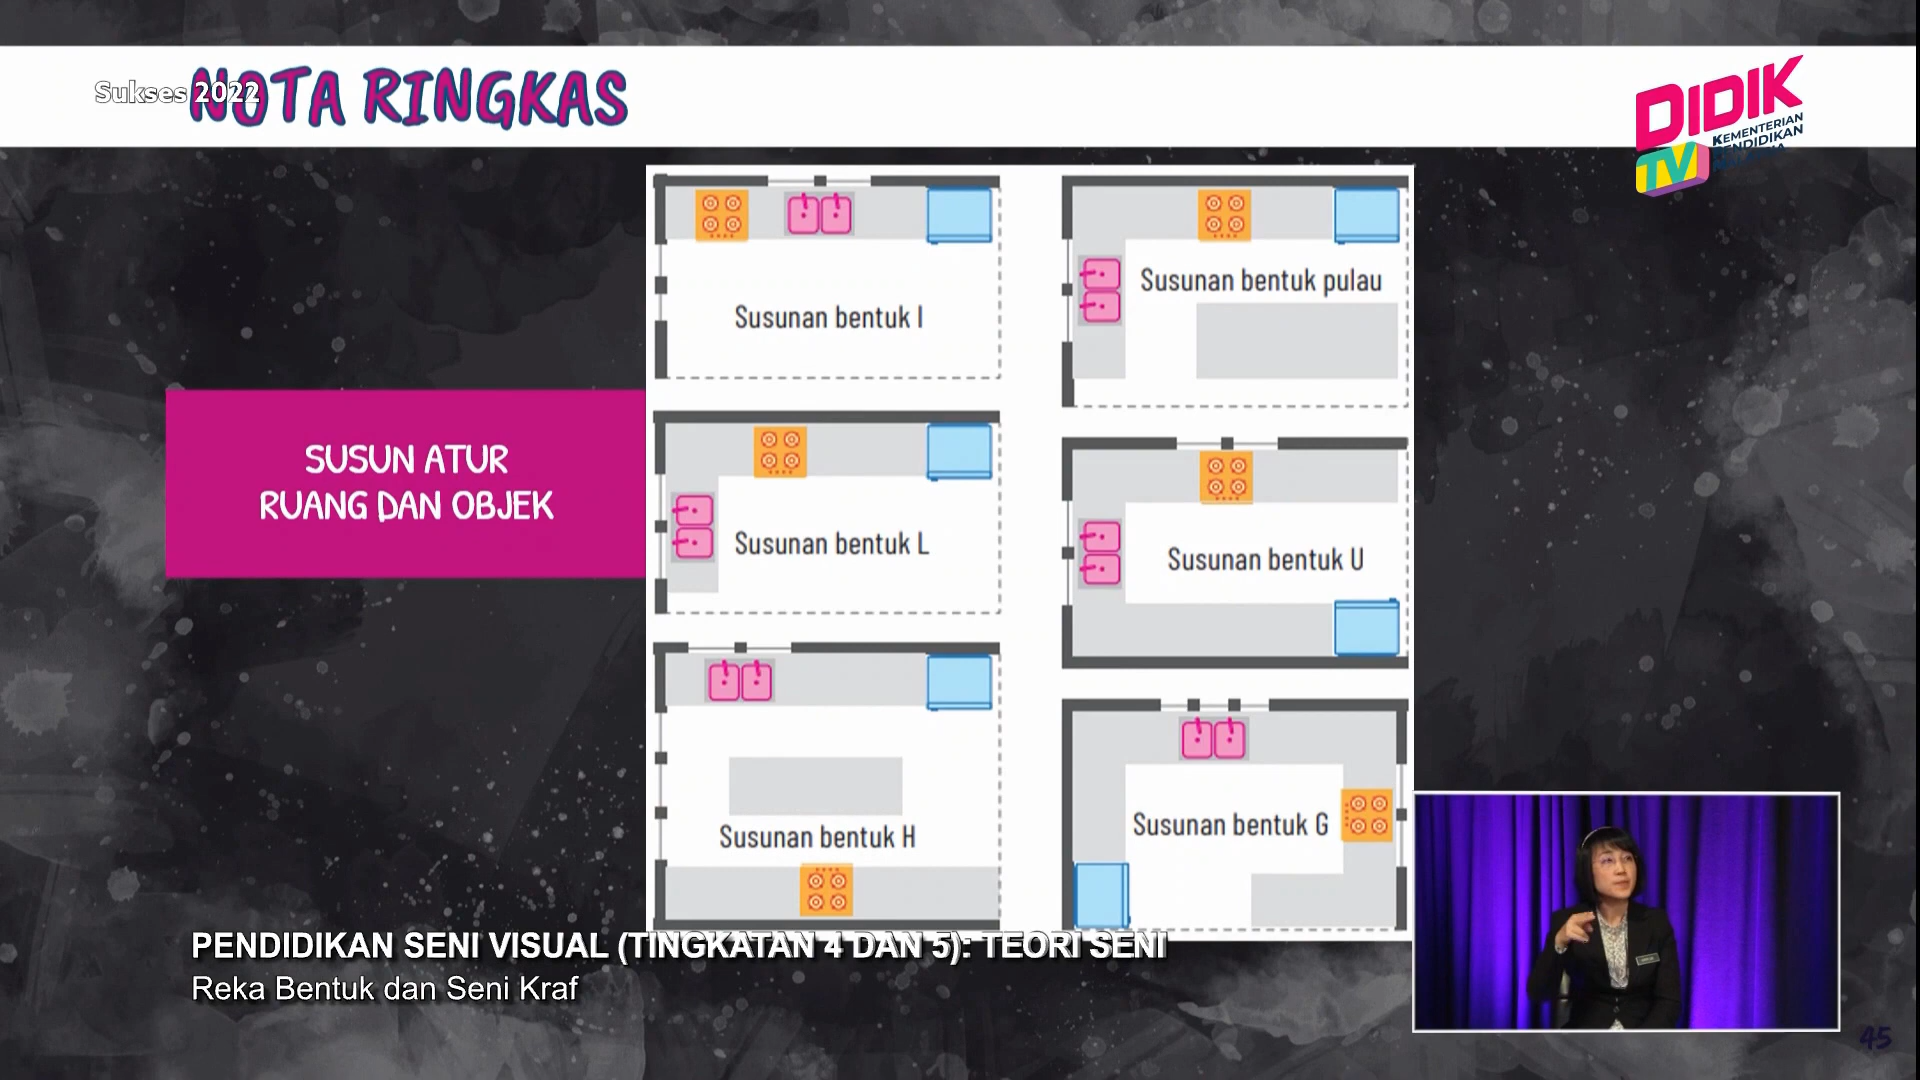 Sukses 2022
NOTA RINGKAS
DIDIK
TV
KEMENTERIAN
PENDIDIKAN
MALAYSIA
SUSUN ATUR
RUANG DAN OBJEK
Susunan bentuk I
Susunan bentuk pulau
Susunan bentuk L
Susunan bentuk U
Susunan bentuk H
Susunan bentuk G
PENDIDIKAN SENI VISUAL (TINGKATAN 4 DAN 5): TEORI SENI
Reka Bentuk dan Seni Kraf
45